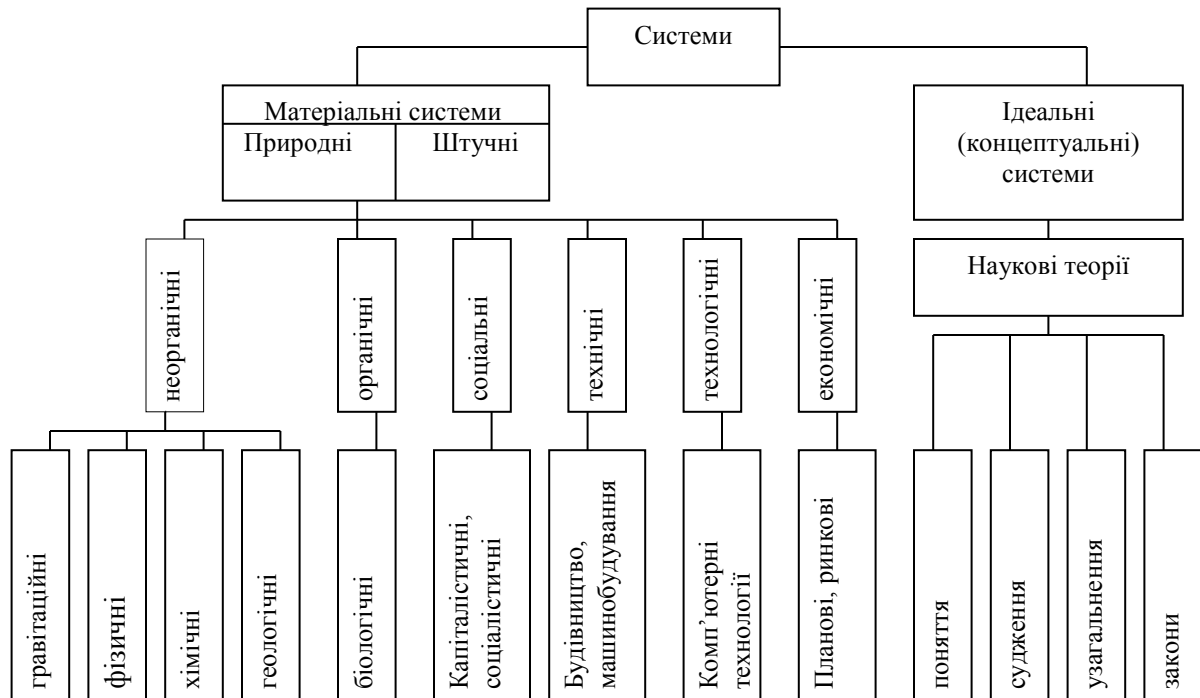 Системи
Матеріальні системи
Природні
Штучні
Ідеальні
(концептуальні)
системи
Наукові теорії
неорганічні
органічні
соціальні
технічні
технологічні
економічні
гравітаційні
фізичні
хімічні
геологічні
біологічні
Капіталістичні,
соціалістичні
Будівництво,
машинобудування
Комп’ютерні
технології
Планові, ринкові
поняття
судження
узагальнення
закони